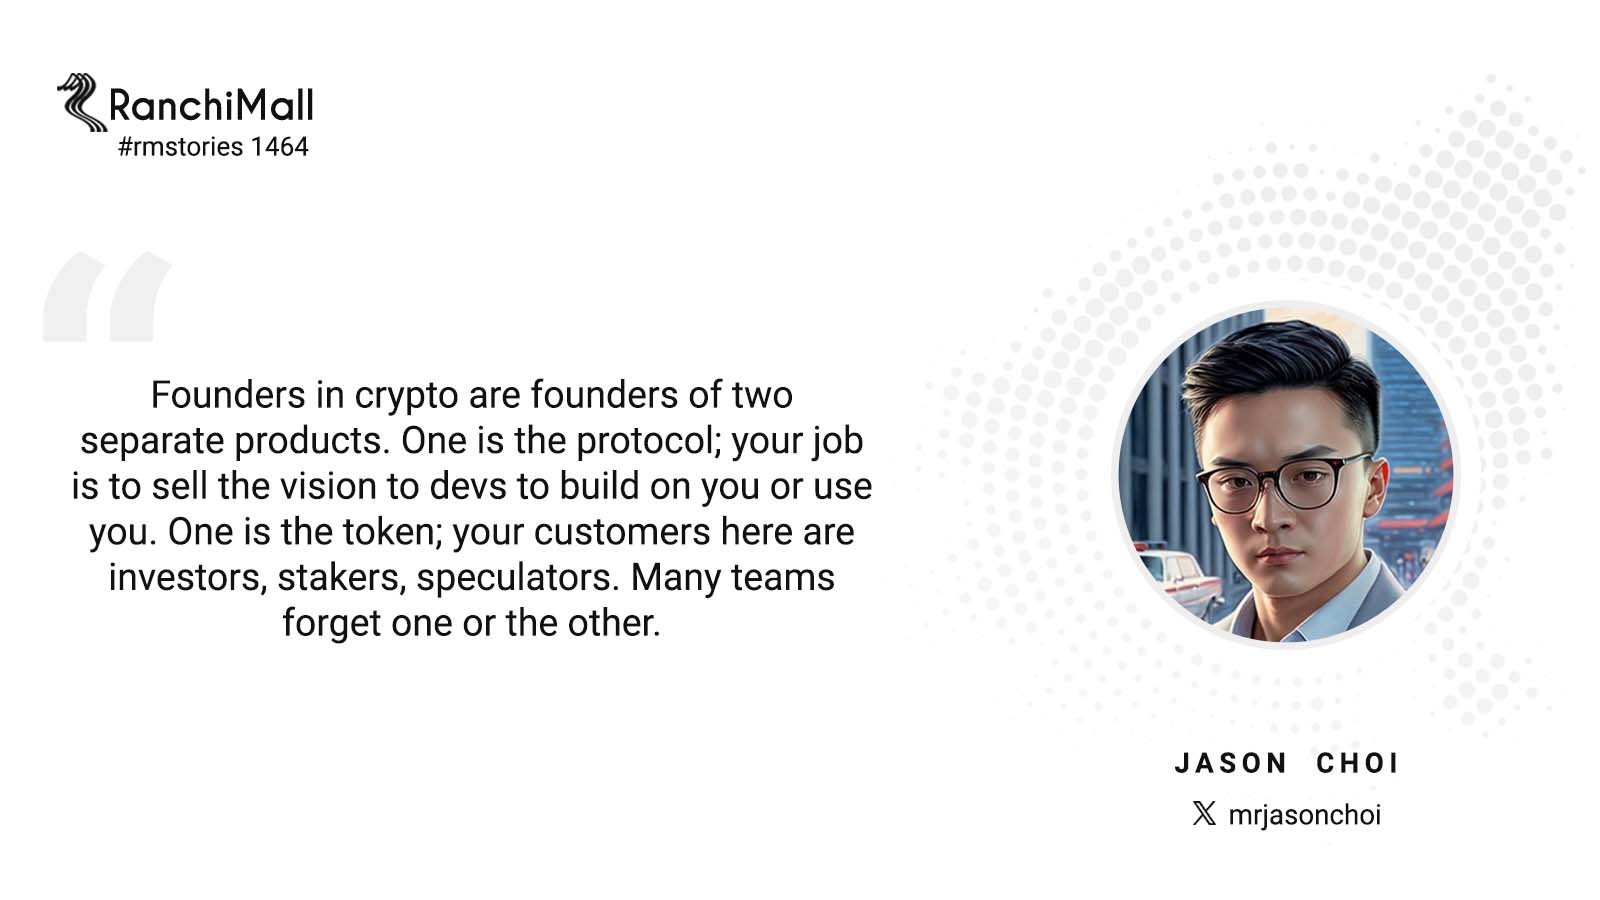 RanchiMall
#rmstories 1464
“
Founders in crypto are founders of two
separate products. One is the protocol; your job
is to sell the vision to devs to build on you or use
you. One is the token; your customers here are
investors, stakers, speculators. Many teams
forget one or the other.
JASON CHOI
X mrjasonchoi